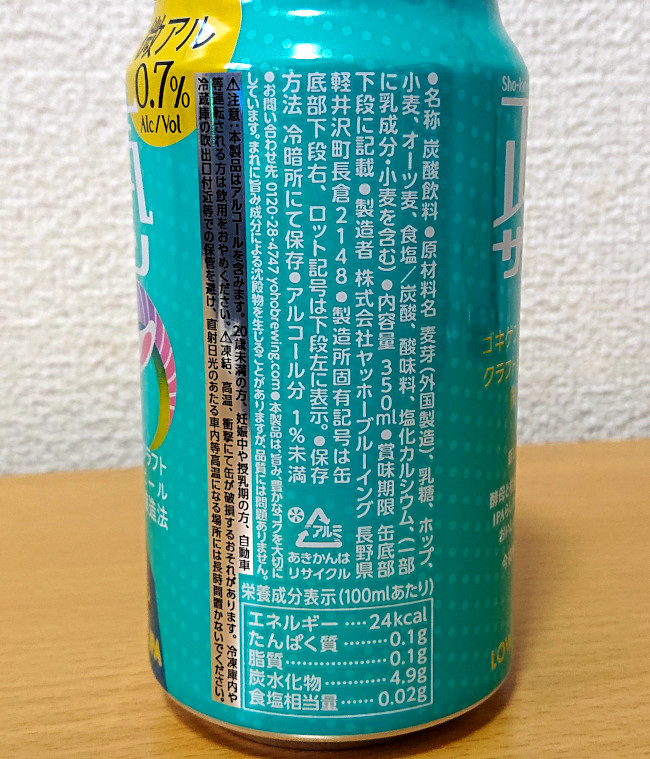 微アル
0.7%
Alc/Vol
●名称 炭酸飲料●原材料名 麦芽(外国製造)、乳糖、ホップ、
小麦、オーツ麦、食塩／炭酸、酸味料、塩化カルシウム、(一部
に乳成分・小麦を含む)●内容量 350ml●賞味期限 缶底部
下段に記載●製造者 株式会社ヤッホーブルーイング 長野県
軽井沢町長倉2148●製造所固有記号は缶
底部下段右、ロット記号は下段左に表示。●保存
方法 冷暗所にて保存●アルコール分 1%未満
●お問い合わせ先 0120-28-4747 yohobrewing.com●本製品は、旨み、豊かなコクを大切に
しています。まれに旨み成分による沈殿物を生じることがありますが、品質には問題ありません。
⚠注意：本製品はアルコールを含みます。20歳未満の方、妊娠中や授乳期の方、自動車
等運転される方は飲用をおやめください。⚠凍結、高温、衝撃にて缶が破損するおそれがあります。冷凍庫内や
冷蔵庫の吹出口付近等での保管を避け、直射日光のあたる車内等高温になる場所には長時間置かないでください。
アルミ
あきかんは
リサイクル
栄養成分表示(100mlあたり)
エネルギー‥‥24kcal
たんぱく質‥‥‥‥0.1g
脂質‥‥‥‥‥‥‥0.1g
炭水化物‥‥‥‥‥4.9g
食塩相当量‥‥‥0.02g
クラフト
LOW